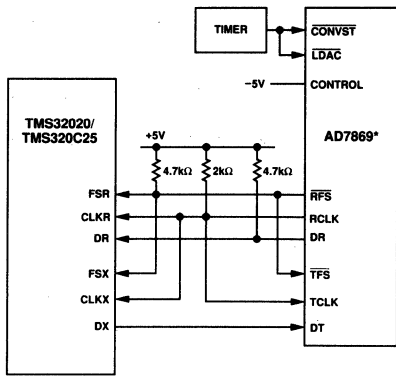 TIMER
CONVST
LDAC
−5V
CONTROL
TMS32020/
TMS320C25
AD7869*
+5V
4.7kΩ
2kΩ
4.7kΩ
FSR
RFS
CLKR
RCLK
DR
DR
FSX
TFS
CLKX
TCLK
DX
DT